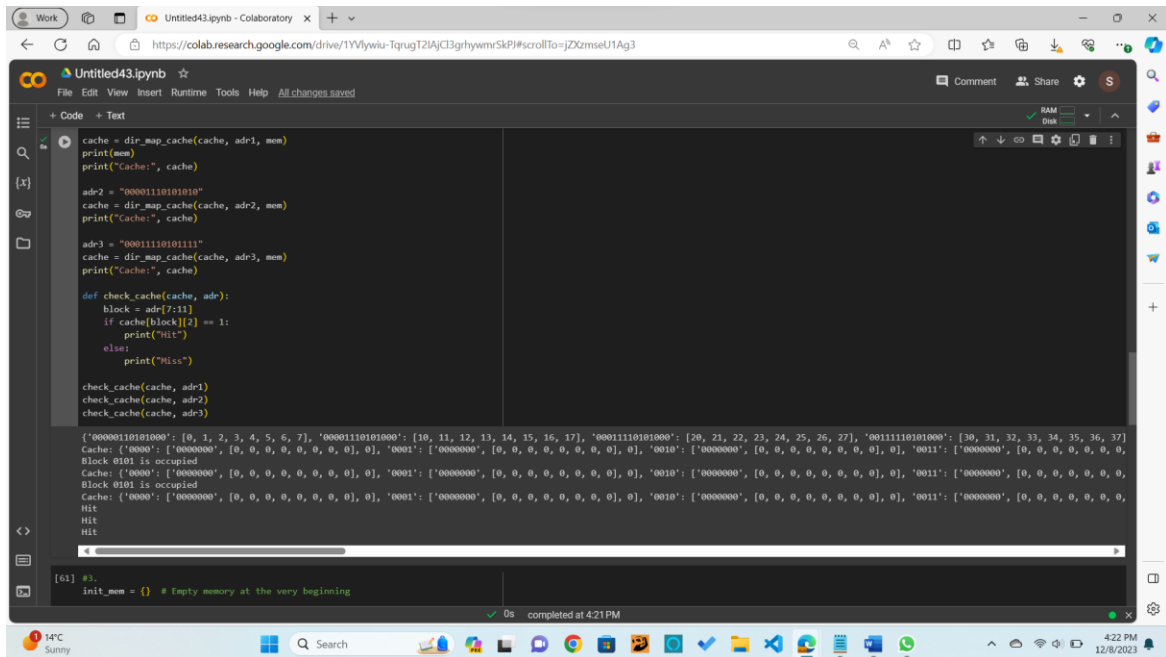 Work
Untitled43.ipynb - Colaboratory
https://colab.research.google.com/drive/1YVlywiu-TqrugT2IAjCl3grhywmrSkPJ#scrollTo=jZXzmseU1Ag3
Untitled43.ipynb
Comment
Share
S
File Edit View Insert Runtime Tools Help All changes saved
+ Code + Text
RAM
Disk
0s
cache = dir_map_cache(cache, adr1, mem)
print(mem)
print("Cache:", cache)
adr2 = "00001110101010"
cache = dir_map_cache(cache, adr2, mem)
print("Cache:", cache)
adr3 = "00011110101111"
cache = dir_map_cache(cache, adr3, mem)
print("Cache:", cache)
def check_cache(cache, adr):
block = adr[7:11]
if cache[block][2] == 1:
print("Hit")
else:
print("Miss")
check_cache(cache, adr1)
check_cache(cache, adr2)
check_cache(cache, adr3)
{'00000110101000': [0, 1, 2, 3, 4, 5, 6, 7], '00001110101000': [10, 11, 12, 13, 14, 15, 16, 17], '00011110101000': [20, 21, 22, 23, 24, 25, 26, 27], '00111110101000': [30, 31, 32, 33, 34, 35, 36, 37]
Cache: {'0000': ['0000000', [0, 0, 0, 0, 0, 0, 0, 0], 0], '0001': ['0000000', [0, 0, 0, 0, 0, 0, 0, 0], 0], '0010': ['0000000', [0, 0, 0, 0, 0, 0, 0, 0], 0], '0011': ['0000000', [0, 0, 0, 0, 0, 0, 0,
Block 0101 is occupied
Cache: {'0000': ['0000000', [0, 0, 0, 0, 0, 0, 0, 0], 0], '0001': ['0000000', [0, 0, 0, 0, 0, 0, 0, 0], 0], '0010': ['0000000', [0, 0, 0, 0, 0, 0, 0, 0], 0], '0011': ['0000000', [0, 0, 0, 0, 0, 0, 0,
Block 0101 is occupied
Cache: {'0000': ['0000000', [0, 0, 0, 0, 0, 0, 0, 0], 0], '0001': ['0000000', [0, 0, 0, 0, 0, 0, 0, 0], 0], '0010': ['0000000', [0, 0, 0, 0, 0, 0, 0, 0], 0], '0011': ['0000000', [0, 0, 0, 0, 0, 0, 0,
Hit
Hit
Hit
[61] #3.
init_mem = {} # Empty memory at the very beginning
0s completed at 4:21 PM
1
14°C
Sunny
Search
4:22 PM
12/8/2023